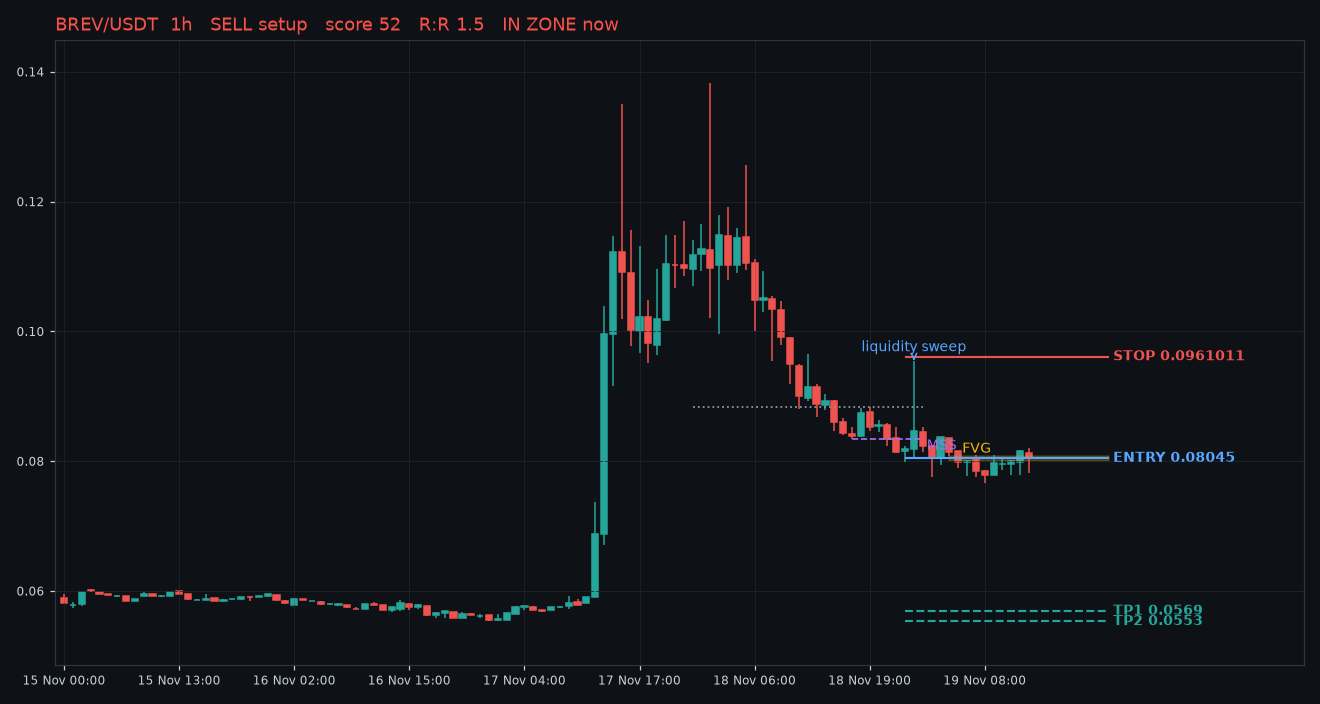 BREV/USDT 1h SELL setup score 52 R:R 1.5 IN ZONE now
0.14
0.12
0.10
0.08
0.06
liquidity sweep
STOP 0.0961011
MSS
FVG
ENTRY 0.08045
TP1 0.0569
TP2 0.0553
15 Nov 00:00
15 Nov 13:00
16 Nov 02:00
16 Nov 15:00
17 Nov 04:00
17 Nov 17:00
18 Nov 06:00
18 Nov 19:00
19 Nov 08:00